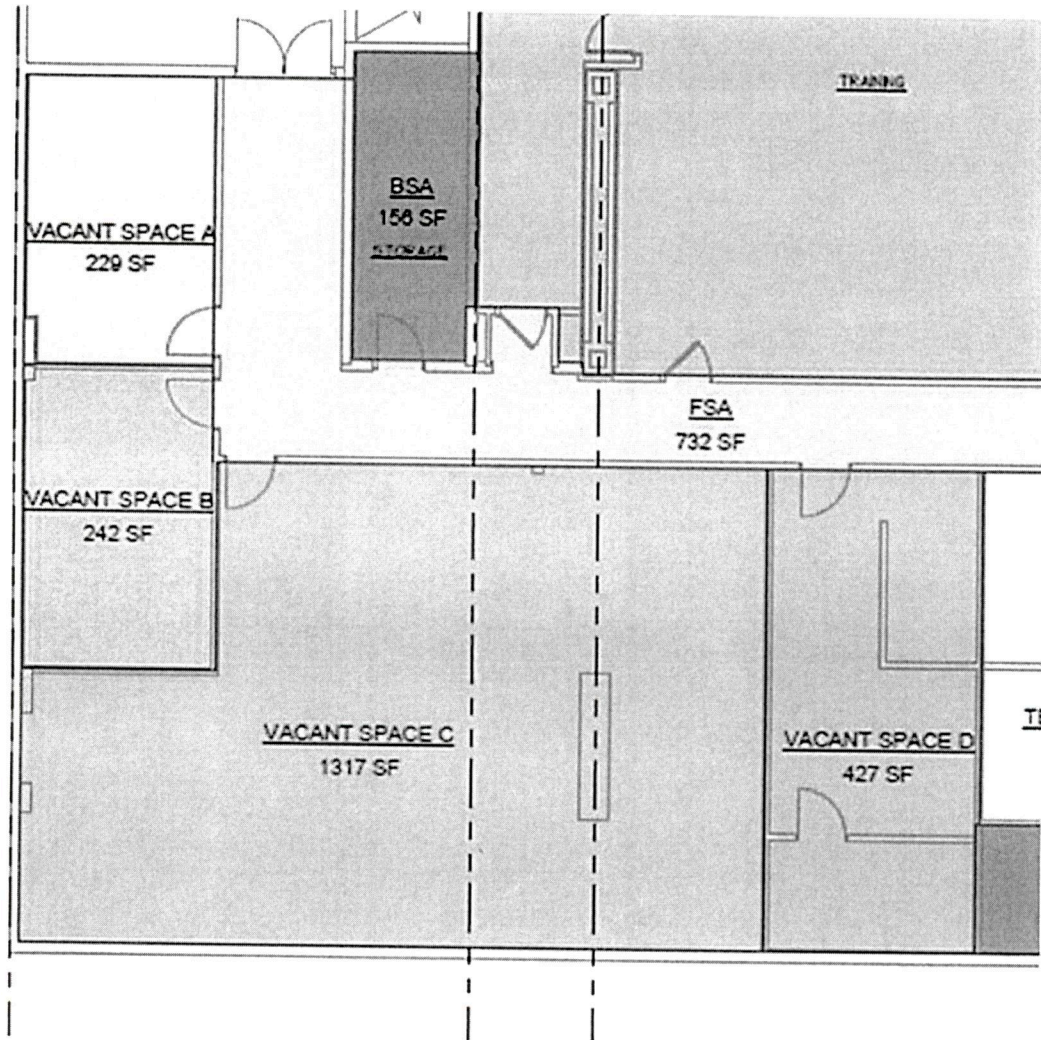 TRAINING
BSA
156 SF
STORAGE
VACANT SPACE A
229 SF
FSA
732 SF
VACANT SPACE B
242 SF
VACANT SPACE C
1317 SF
VACANT SPACE D
427 SF